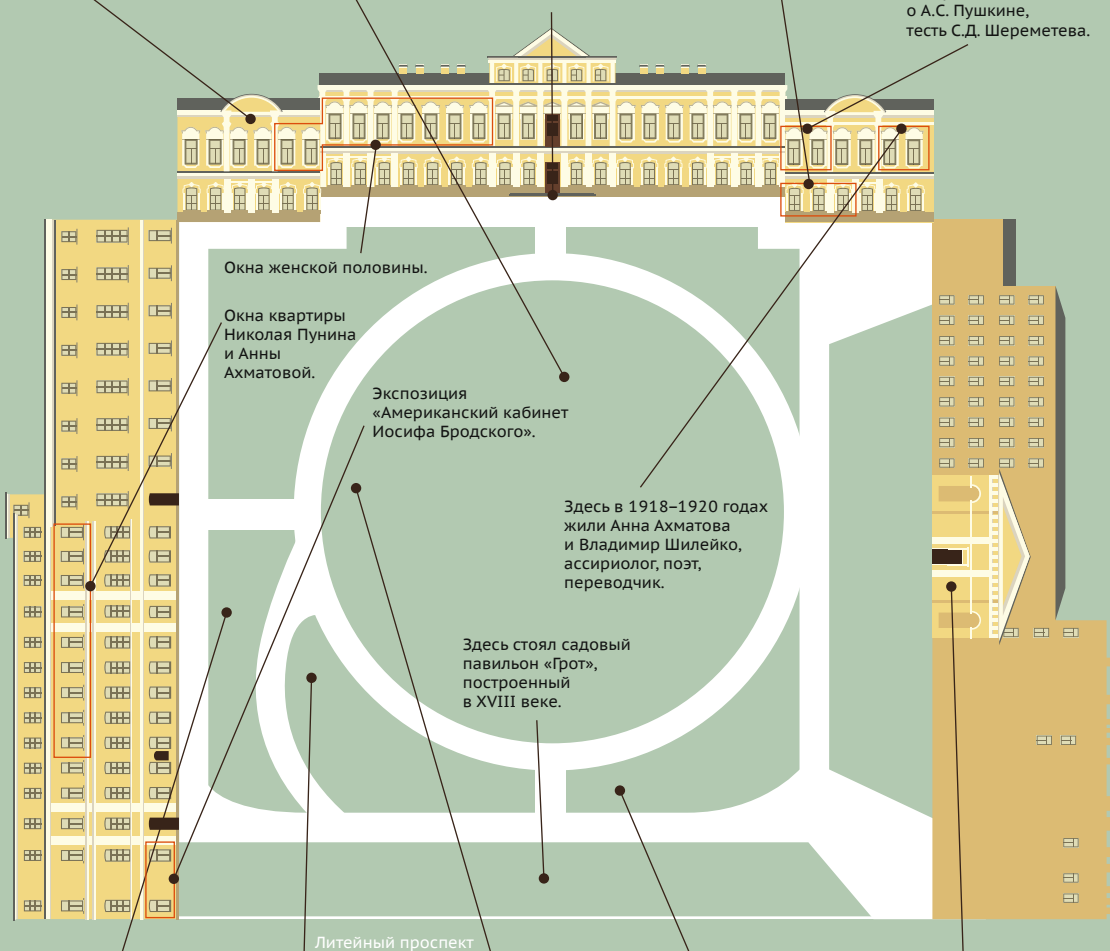 о А.С. Пушкине,
тесть С.Д. Шереметева.
Окна женской половины.
Окна квартиры
Николая Пунина
и Анны
Ахматовой.
Экспозиция
«Американский кабинет
Иосифа Бродского».
Здесь в 1918–1920 годах
жили Анна Ахматова
и Владимир Шилейко,
ассириолог, поэт,
переводчик.
Здесь стоял садовый
павильон «Грот»,
построенный
в XVIII веке.
Литейный проспект